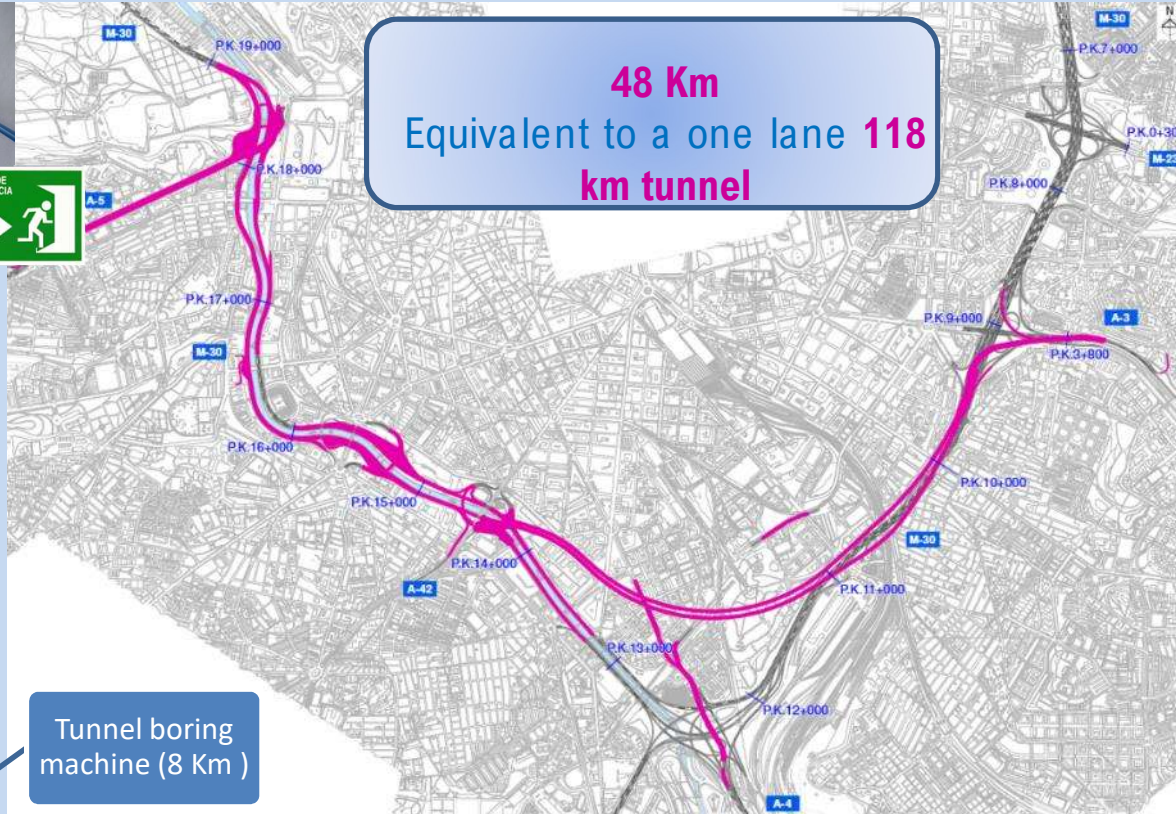 M-30
P.K.19+000
48 Km
Equivalent to a one lane 118
km tunnel
M-30
N
P.K.7+000
P.K.18+000
A-5
P.K.8+000
P.K.17+000
M-30
P.K.9+000
A-3
P.K.3+800
P.K.16+000
P.K.15+000
P.K.10+000
M-30
P.K.14+000
A-42
P.K.11+000
P.K.13+000
P.K.12+000
Tunnel boring
machine (8 Km )
A-4